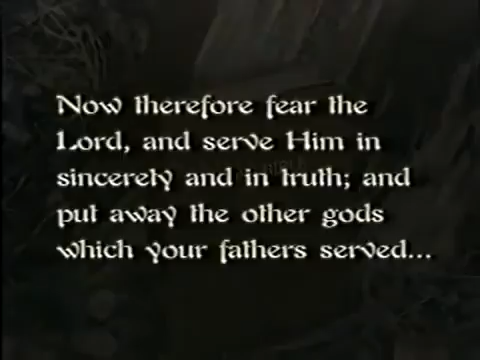 Now therefore fear the
Lord, and serve Him in
sincerety and in truth; and
put away the other gods
which your fathers served...